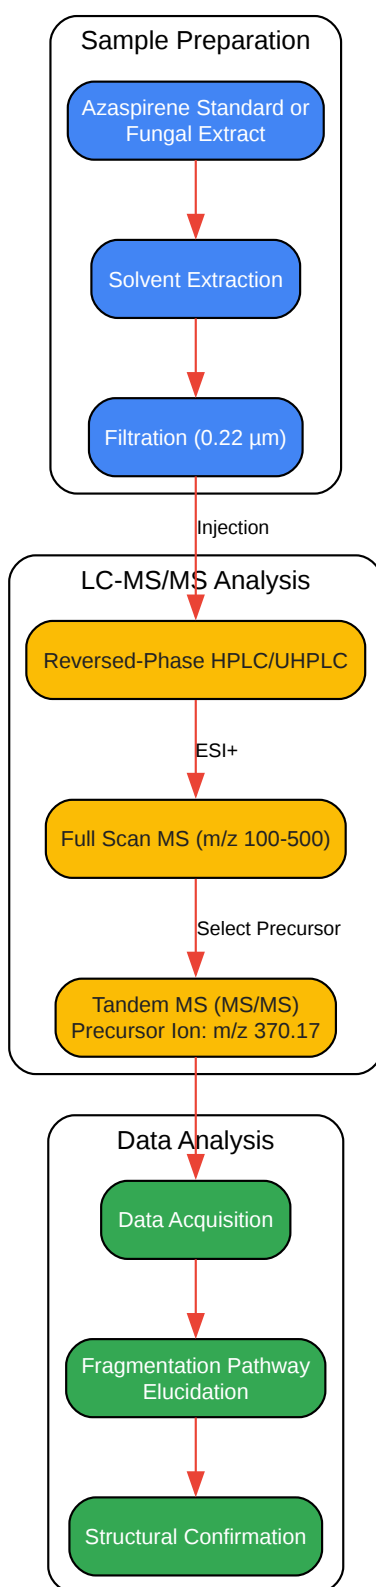 Sample Preparation
Azaspirene Standard or
Fungal Extract
Solvent Extraction
Filtration (0.22 µm)
Injection
LC-MS/MS Analysis
Reversed-Phase HPLC/UHPLC
ESI+
Full Scan MS (m/z 100-500)
Select Precursor
Tandem MS (MS/MS)
Precursor Ion: m/z 370.17
Data Analysis
Data Acquisition
Fragmentation Pathway
Elucidation
Structural Confirmation